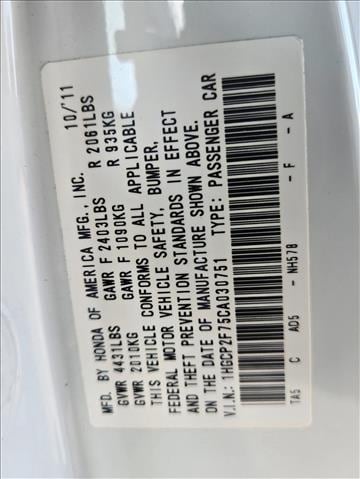 MFD. BY HONDA OF AMERICA MFG., INC. 10/'11
GVWR 4431LBS GAWR F 2403LBS R 2061LBS
GVWR 2010KG GAWR F 1090KG R 935KG
THIS VEHICLE CONFORMS TO ALL APPLICABLE
FEDERAL MOTOR VEHICLE SAFETY, BUMPER,
AND THEFT PREVENTION STANDARDS IN EFFECT
ON THE DATE OF MANUFACTURE SHOWN ABOVE.
V.I.N.: 1HGCP2F75CA030751 TYPE: PASSENGER CAR
TA5 C AD5 - NH578 - F - A